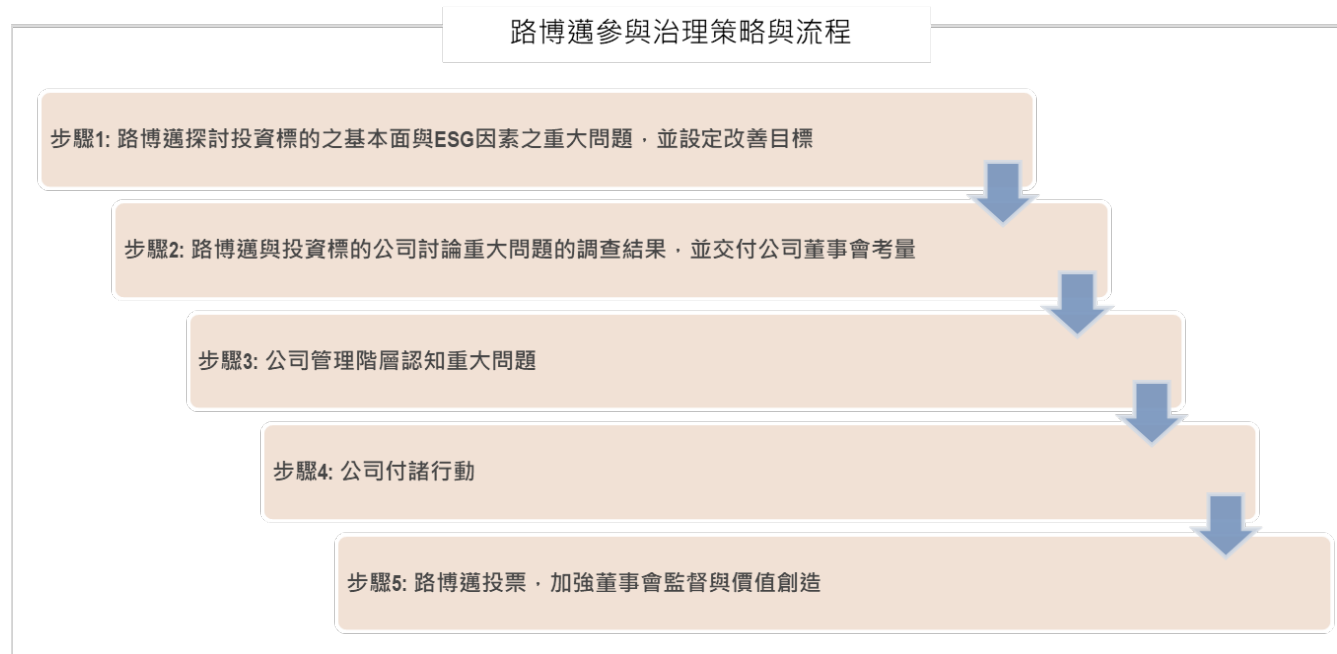 路博邁參與治理策略與流程
步驟1: 路博邁探討投資標的之基本面與ESG因素之重大問題，並設定改善目標
步驟2: 路博邁與投資標的公司討論重大問題的調查結果，並交付公司董事會考量
步驟3: 公司管理階層認知重大問題
步驟4: 公司付諸行動
步驟5: 路博邁投票，加強董事會監督與價值創造